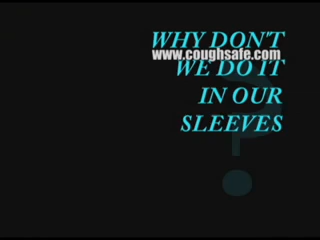 WHY DON'T
www.coughsafe.com
WE DO IT
IN OUR
SLEEVES
?